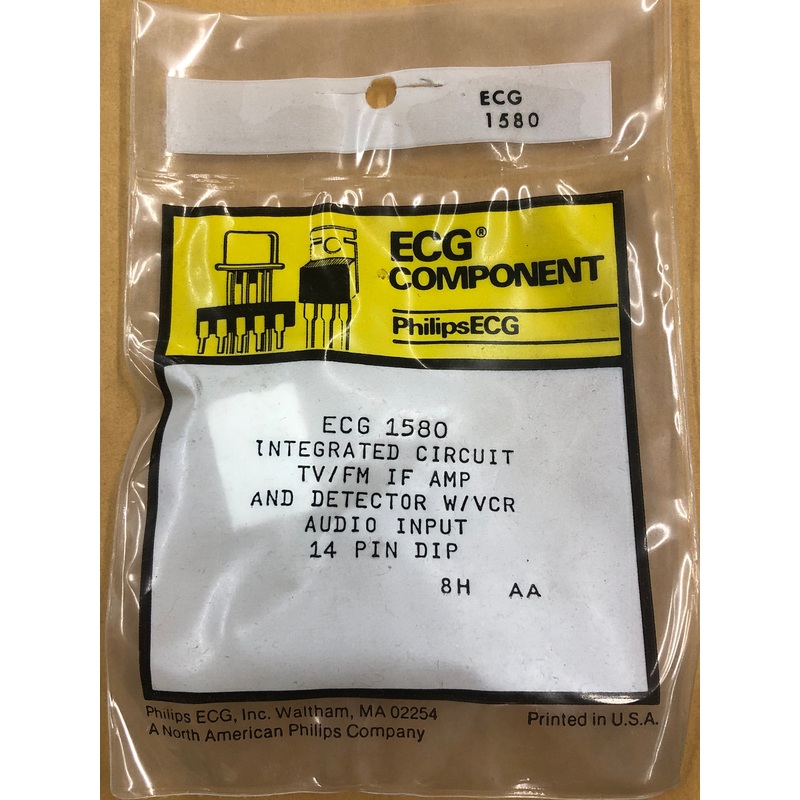 ECG
1580
C
ECG®
COMPONENT
PhilipsECG
ECG 1580
INTEGRATED CIRCUIT
TV/FM IF AMP
AND DETECTOR W/VCR
AUDIO INPUT
14 PIN DIP
8H AA
Philips ECG, Inc. Waltham, MA 02254
A North American Philips Company
Printed in U.S.A.